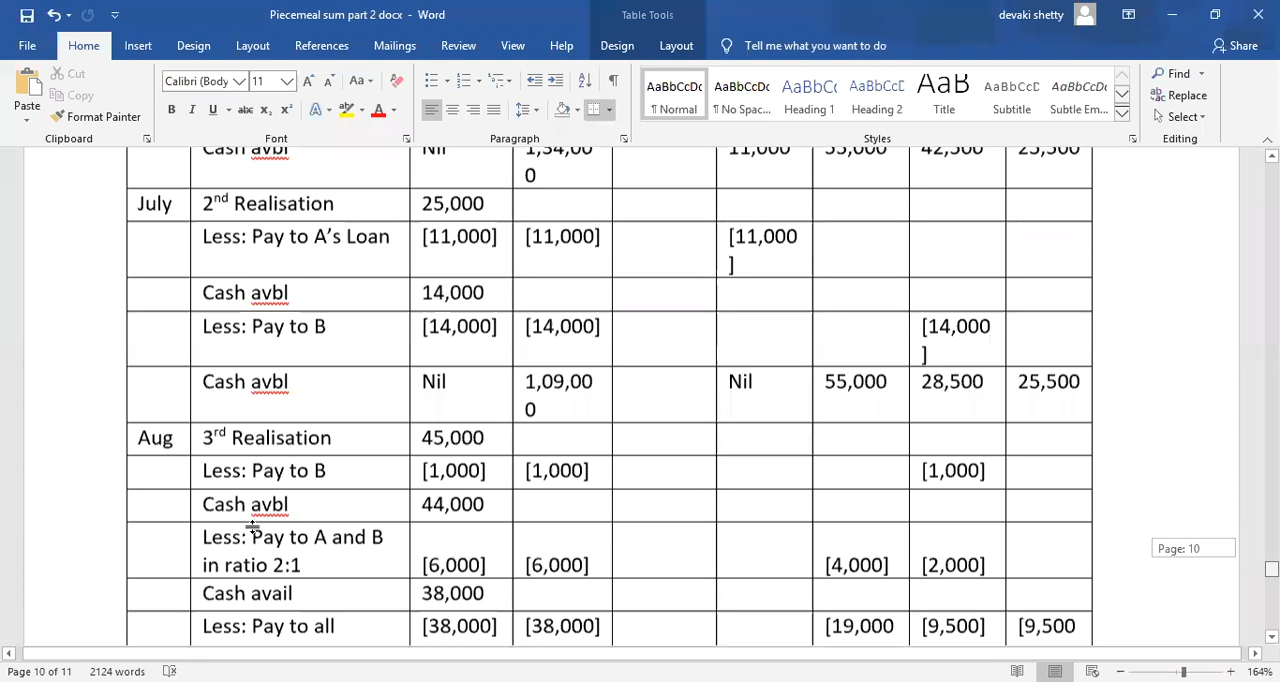 Piecemeal sum part 2 docx - Word
Table Tools
devaki shetty
File Home Insert Design Layout References Mailings Review View Help Design Layout Tell me what you want to do Share
Paste
Cut
Copy
Format Painter
Calibri (Body 11
Aa
B I U abc x₂ x² A A
AaBbCcDc AaBbCcDc AaBbCc AaBbCcD AaB AaBbCcD AaBbCcDc
¶ Normal ¶ No Spac... Heading 1 Heading 2 Title Subtitle Subtle Em...
Find
Replace
Select
Clipboard Font Paragraph Styles Editing
Cash avbl Nil 1,34,00 11,000 55,000 42,500 25,500
0
July 2nd Realisation 25,000
Less: Pay to A's Loan [11,000] [11,000] [11,000
]
Cash avbl 14,000
Less: Pay to B [14,000] [14,000] [14,000
]
Cash avbl Nil 1,09,00 Nil 55,000 28,500 25,500
0
Aug 3rd Realisation 45,000
Less: Pay to B [1,000] [1,000] [1,000]
Cash avbl 44,000
Less: Pay to A and B
in ratio 2:1 [6,000] [6,000] [4,000] [2,000]
Cash avail 38,000
Less: Pay to all [38,000] [38,000] [19,000 [9,500] [9,500
Page: 10
Page 10 of 11 2124 words 164%